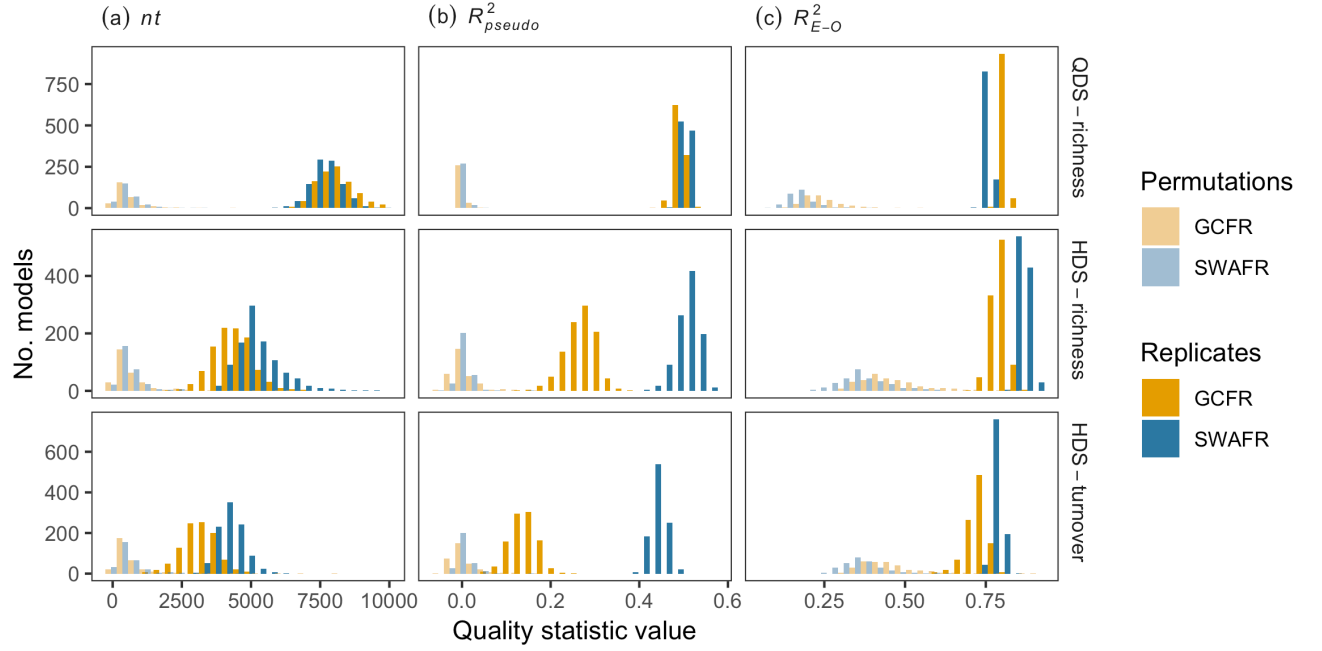 (a) nt
(b) R²pseudo
(c) R²E−O
No. models
750
500
250
0
QDS − richness
400
200
0
HDS − richness
600
400
200
0
HDS − turnover
0 2500 5000 7500 10000
0.0 0.2 0.4 0.6
0.25 0.50 0.75
Quality statistic value
Permutations
GCFR
SWAFR
Replicates
GCFR
SWAFR